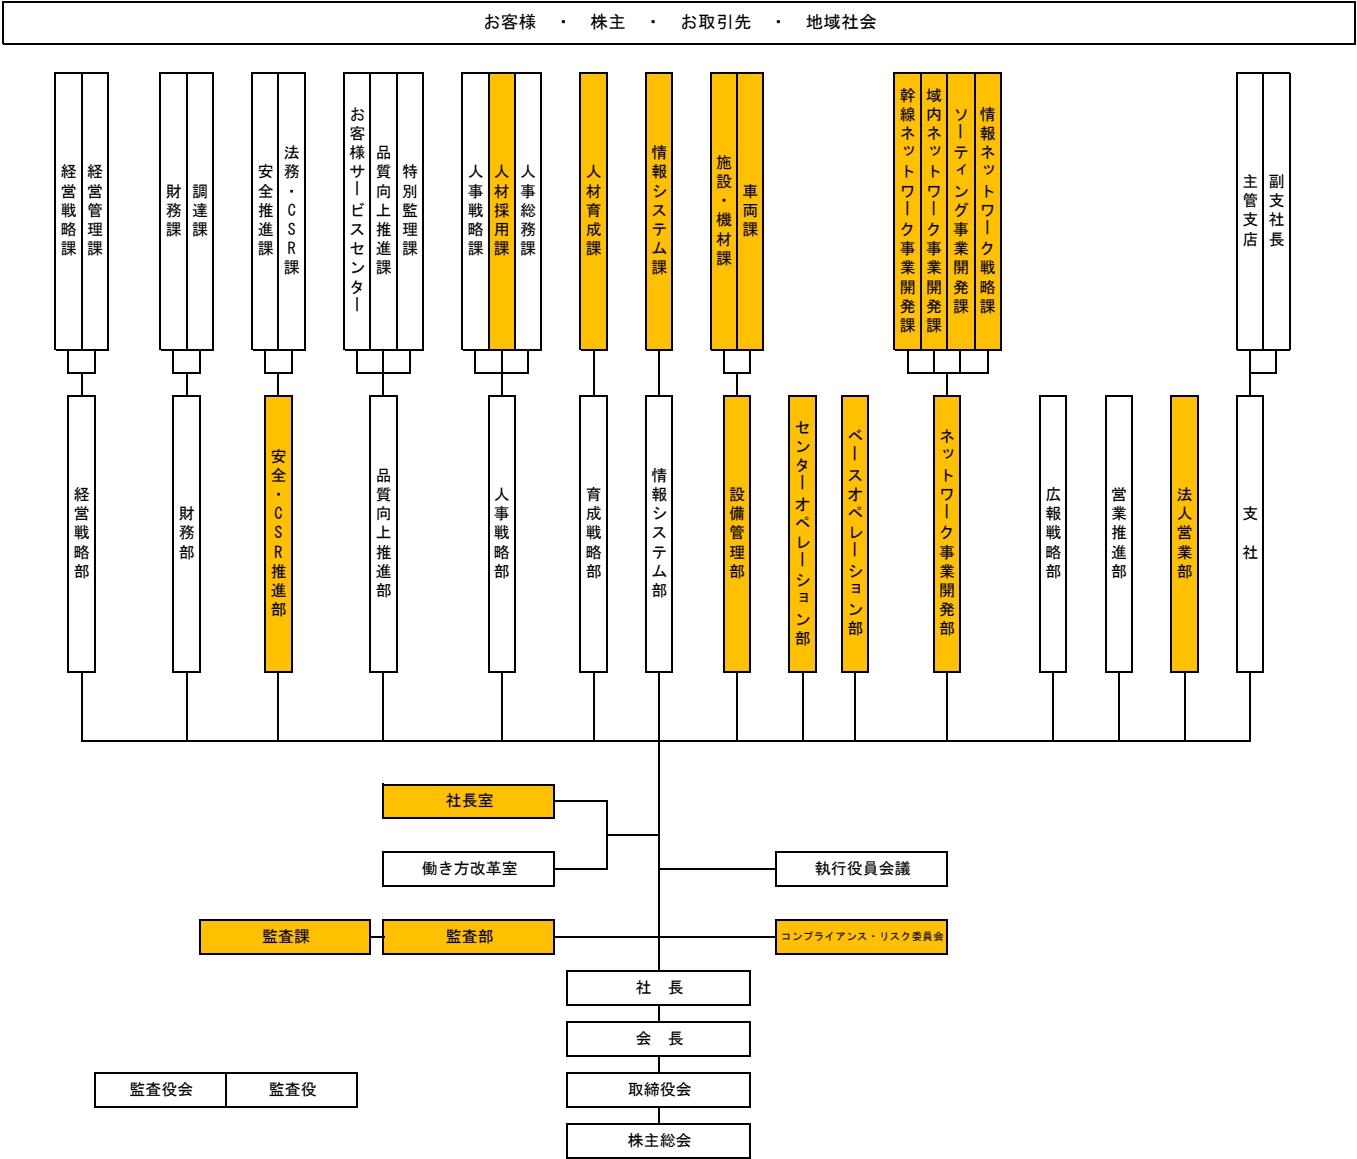 お客様　・　株主　・　お取引先　・　地域社会
経営戦略課
経営管理課
財務課
調達課
安全推進課
法務・CSR課
お客様サービスセンター
品質向上推進課
特別監理課
人事戦略課
人材採用課
人事総務課
人材育成課
情報システム課
施設・機材課
車両課
幹線ネットワーク事業開発課
域内ネットワーク事業開発課
ソーティング事業開発課
情報ネットワーク戦略課
主管支店
副支社長
経営戦略部
財務部
安全・CSR推進部
品質向上推進部
人事戦略部
育成戦略部
情報システム部
設備管理部
センターオペレーション部
ベースオペレーション部
ネットワーク事業開発部
広報戦略部
営業推進部
法人営業部
支　社
社長室
働き方改革室
執行役員会議
監査課
監査部
コンプライアンス・リスク委員会
社　長
会　長
監査役会
監査役
取締役会
株主総会